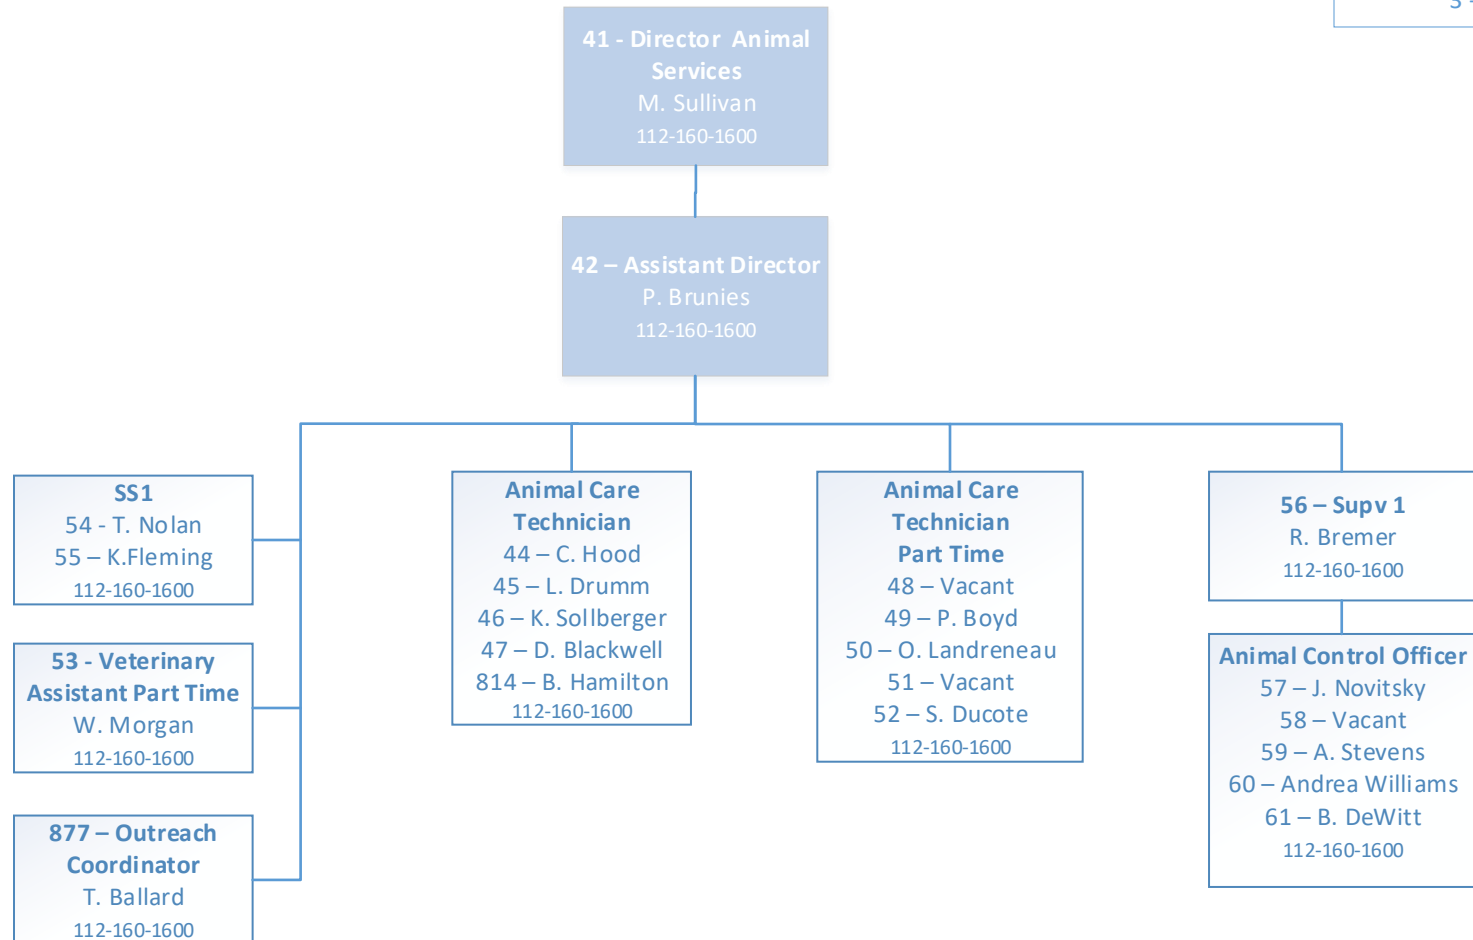 41 - Director Animal
Services
M. Sullivan
112-160-1600
42 – Assistant Director
P. Brunies
112-160-1600
SS1
54 - T. Nolan
55 – K.Fleming
112-160-1600
53 - Veterinary
Assistant Part Time
W. Morgan
112-160-1600
877 – Outreach
Coordinator
T. Ballard
112-160-1600
Animal Care
Technician
44 – C. Hood
45 – L. Drumm
46 – K. Sollberger
47 – D. Blackwell
814 – B. Hamilton
112-160-1600
Animal Care
Technician
Part Time
48 – Vacant
49 – P. Boyd
50 – O. Landreneau
51 – Vacant
52 – S. Ducote
112-160-1600
56 – Supv 1
R. Bremer
112-160-1600
Animal Control Officer
57 – J. Novitsky
58 – Vacant
59 – A. Stevens
60 – Andrea Williams
61 – B. DeWitt
112-160-1600